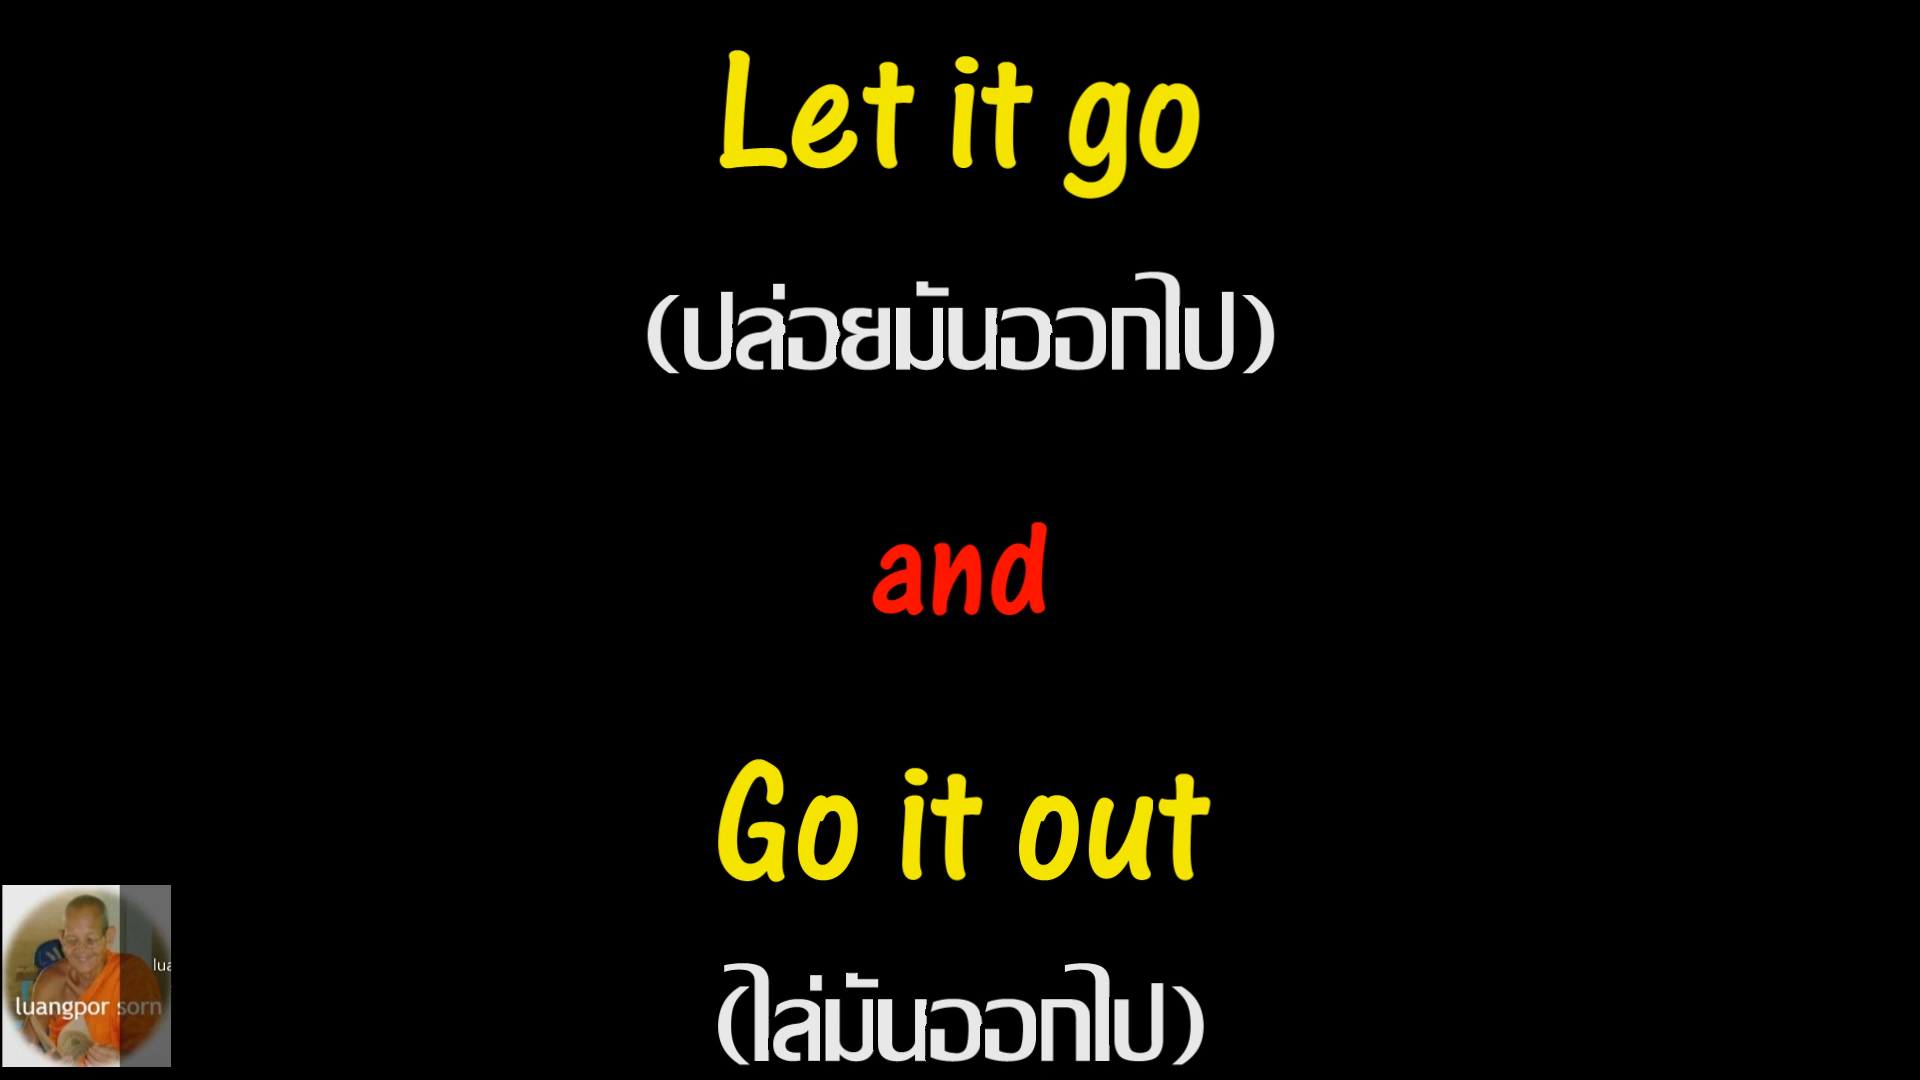 Let it go
(ปล่อยมันออกไป)
and
Go it out
(ไล่มันออกไป)
lua
luangpor sorn